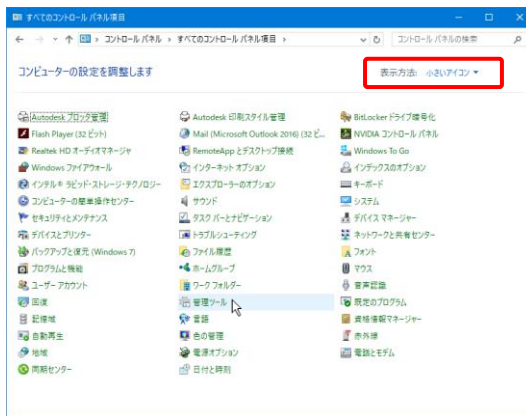 すべてのコントロール パネル項目
コントロール パネル › すべてのコントロール パネル項目 ›
コントロール パネルの検索
コンピューターの設定を調整します
表示方法: 小さいアイコン
Autodesk プロッタ管理
Autodesk 印刷スタイル管理
BitLocker ドライブ暗号化
Flash Player (32 ビット)
Mail (Microsoft Outlook 2016) (32 ビ...
NVIDIA コントロール パネル
Realtek HD オーディオマネージャ
RemoteApp とデスクトップ接続
Windows To Go
Windows ファイアウォール
インターネット オプション
インデックスのオプション
インテル® ラピッド・ストレージ・テクノロジー
エクスプローラーのオプション
キーボード
コンピューターの簡単操作センター
サウンド
システム
セキュリティとメンテナンス
タスク バーとナビゲーション
デバイス マネージャー
デバイスとプリンター
トラブルシューティング
ネットワークと共有センター
バックアップと復元 (Windows 7)
ファイル履歴
フォント
プログラムと機能
ホームグループ
マウス
ユーザー アカウント
ワーク フォルダー
音声認識
回復
管理ツール
既定のプログラム
記憶域
言語
資格情報マネージャー
自動再生
色の管理
赤外線
地域
電源オプション
電話とモデム
同期センター
日付と時刻